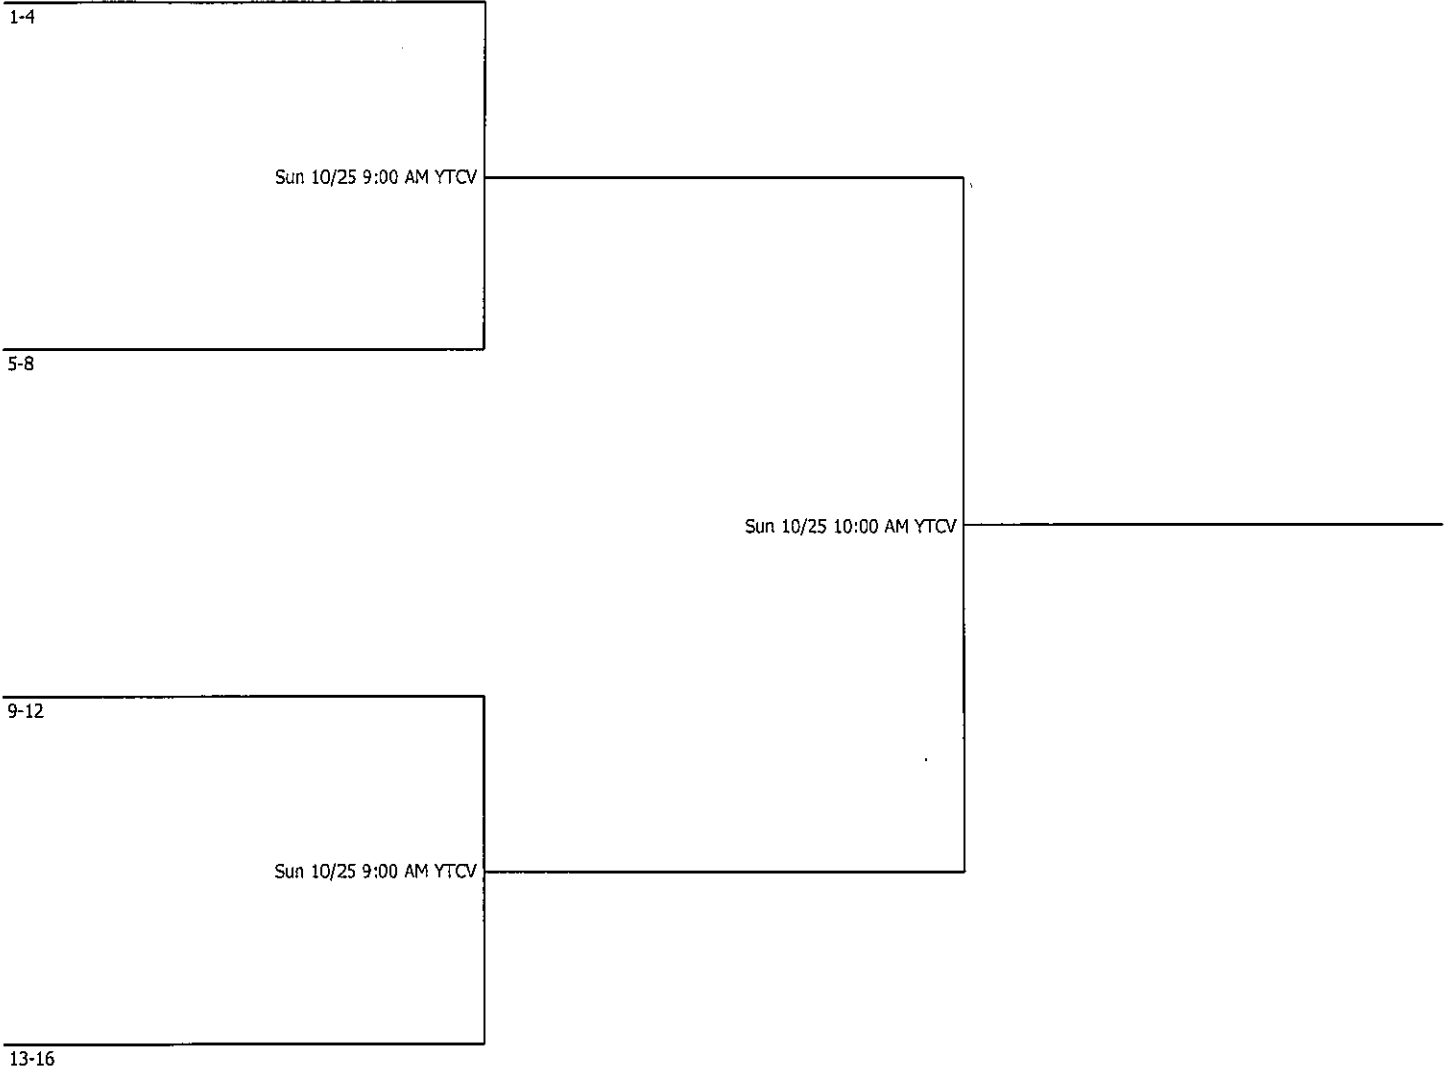 1-4
Sun 10/25 9:00 AM YTCV
5-8
Sun 10/25 10:00 AM YTCV
9-12
Sun 10/25 9:00 AM YTCV
13-16